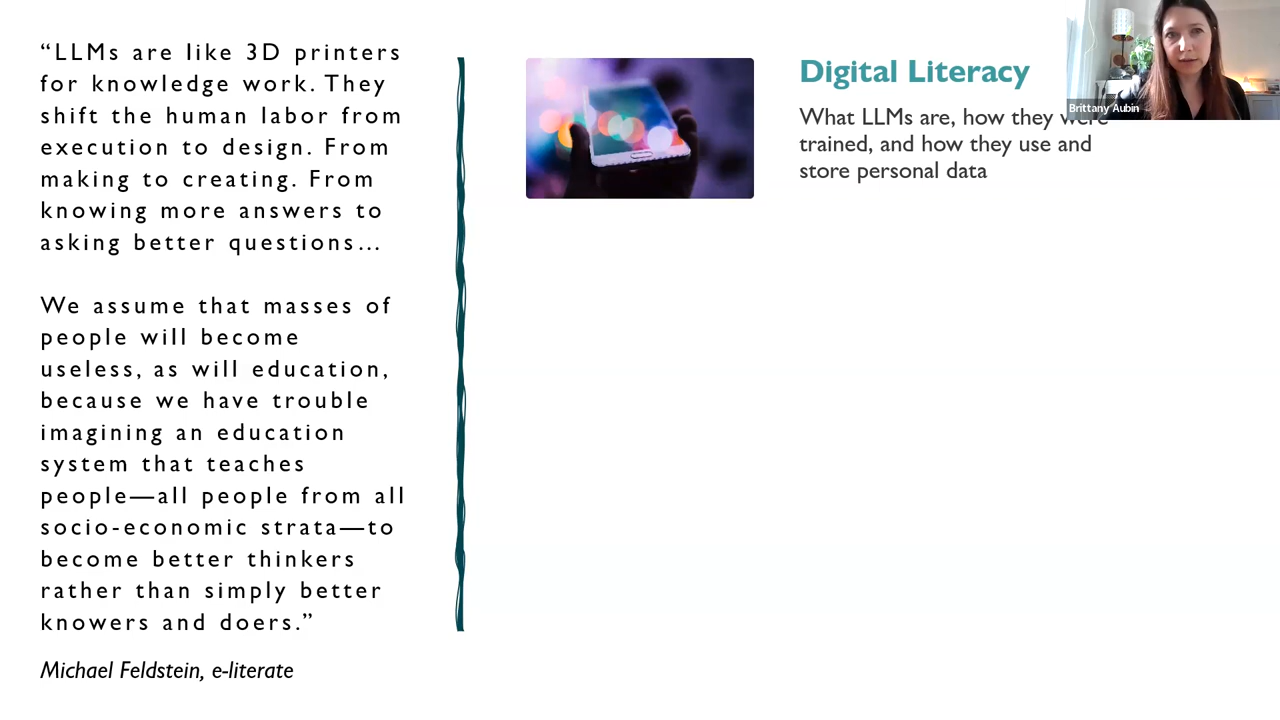 “LLMs are like 3D printers
for knowledge work. They
shift the human labor from
execution to design. From
making to creating. From
knowing more answers to
asking better questions…
We assume that masses of
people will become
useless, as will education,
because we have trouble
imagining an education
system that teaches
people—all people from all
socio-economic strata—to
become better thinkers
rather than simply better
knowers and doers.”
Michael Feldstein, e-literate
Digital Literacy
What LLMs are, how they were
trained, and how they use and
store personal data
Brittany Aubin